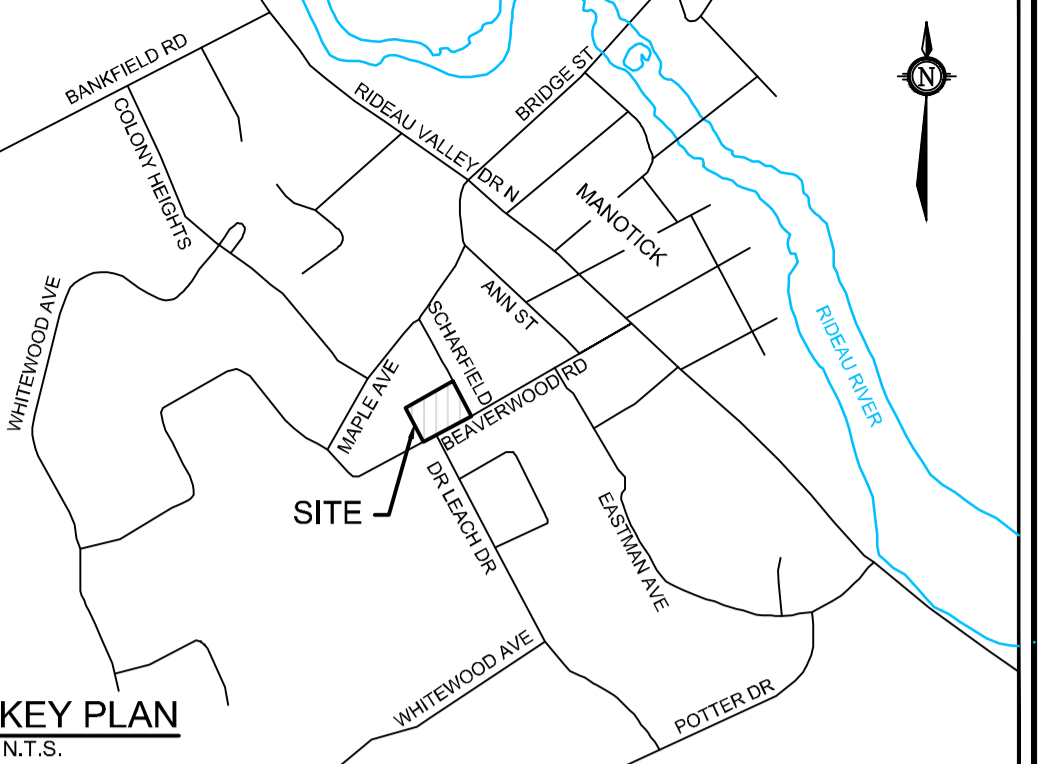 BANKFIELD RD
BRIDGE ST
N
RIDEAU VALLEY DR N
COLONY HEIGHTS
MANOTICK
WHITEWOOD AVE
ANN ST
SCHARFIELD
RIDEAU RIVER
MAPLE AVE
BEAVERWOOD RD
SITE
DR LEACH DR
EASTMAN AVE
WHITEWOOD AVE
POTTER DR
KEY PLAN
N.T.S.